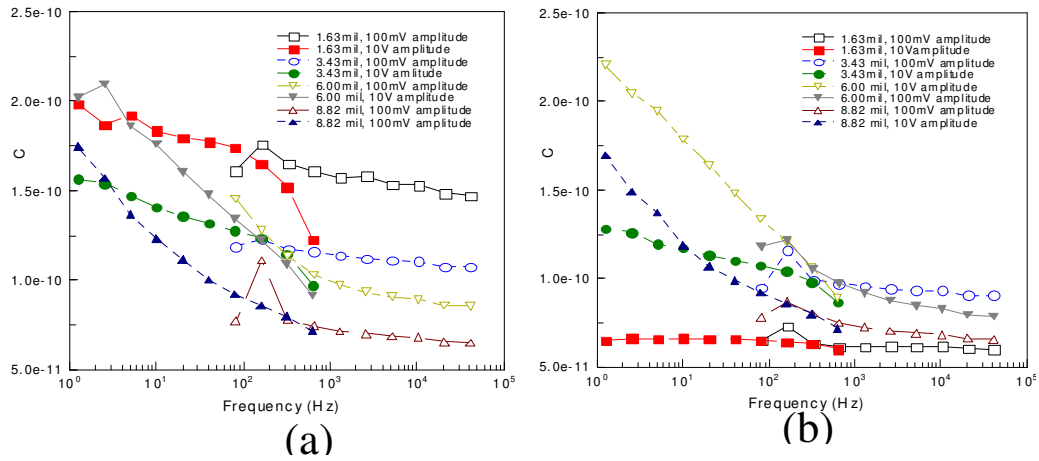 2.5e-10
2.0e-10
1.5e-10
1.0e-10
5.0e-11
C
10^0 10^1 10^2 10^3 10^4 10^5
Frequency (Hz)
1.63mil, 100mV amplitude
1.63mil, 10V amplitude
3.43mil, 100mV amplitude
3.43mil, 10V amplitude
6.00 mil, 100mV amplitude
6.00 mil, 10V amplitude
8.82 mil, 100mV amplitude
8.82 mil, 100mV amplitude
(a)
2.5e-10
2.0e-10
1.5e-10
1.0e-10
5.0e-11
C
10^0 10^1 10^2 10^3 10^4 10^5
Frequency (Hz)
1.63mil, 100mV amplitude
1.63mil, 10Vamplitude
3.43 mil, 100mV amplitude
3.43mil, 10V amplitude
6.00 mil, 10V amplitude
6.00mil, 100mV amplitude
8.82 mil, 100mV amplitude
8.82 mil, 10V amplitude
(b)